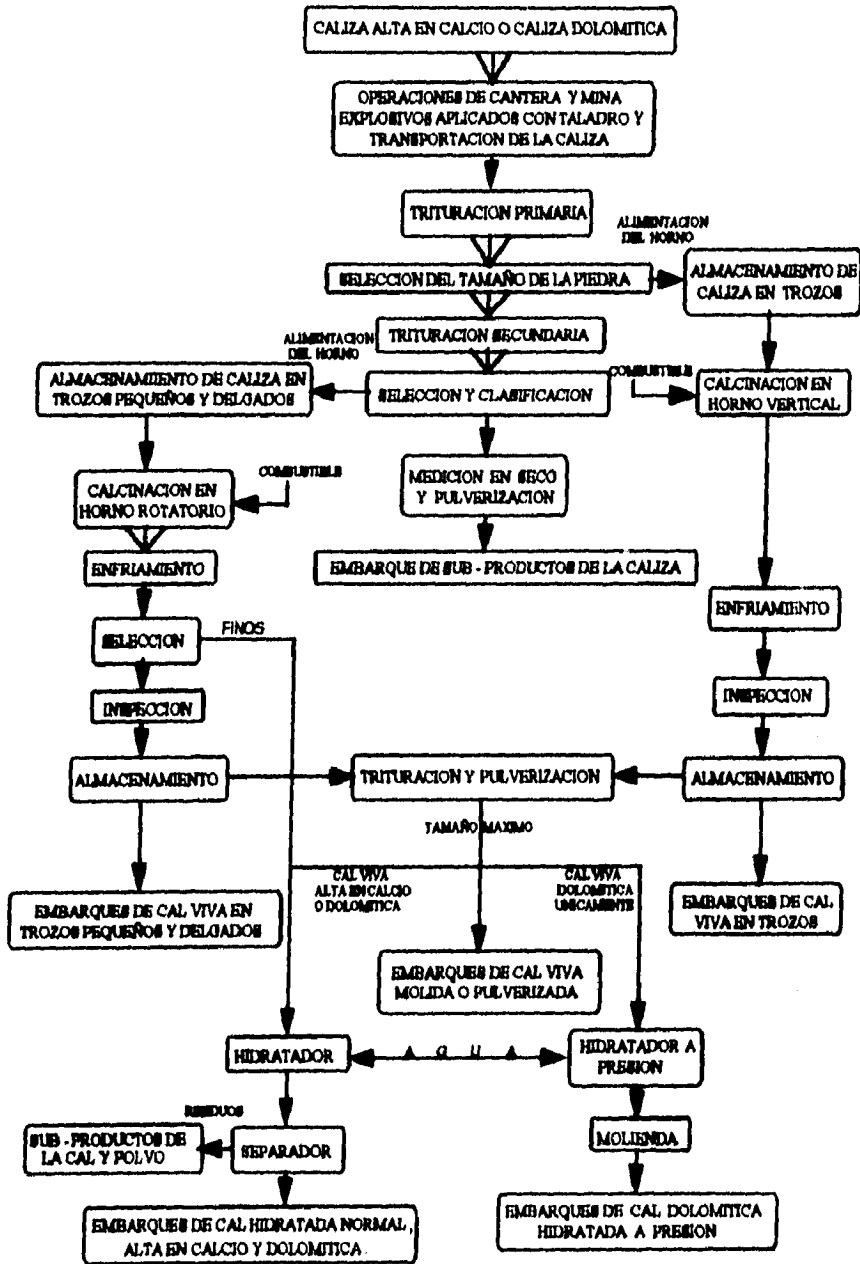 CALIZA ALTA EN CALCIO O CALIZA DOLOMITICA
OPERACIONES DE CANTERA Y MINA
EXPLOSIVOS APLICADOS CON TALADRO Y
TRANSPORTACION DE LA CALIZA
TRITURACION PRIMARIA
ALIMENTACION
DEL HORNO
SELECCION DEL TAMAÑO DE LA PIEDRA
ALMACENAMIENTO DE
CALIZA EN TROZOS
TRITURACION SECUNDARIA
ALIMENTACION
DEL HORNO
ALMACENAMIENTO DE CALIZA EN
TROZOS PEQUEÑOS Y DELGADOS
SELECCION Y CLASIFICACION
COMBUSTIBLE
CALCINACION EN
HORNO VERTICAL
CALCINACION EN
HORNO ROTATORIO
COMBUSTIBLE
MEDICION EN SECO
Y PULVERIZACION
ENFRIAMIENTO
EMBARQUE DE SUB - PRODUCTOS DE LA CALIZA
ENFRIAMIENTO
SELECCION
FINOS
INSPECCION
INSPECCION
ALMACENAMIENTO
TRITURACION Y PULVERIZACION
ALMACENAMIENTO
TAMAÑO MAXIMO
CAL VIVA
ALTA EN CALCIO
O DOLOMITICA
CAL VIVA
DOLOMITICA
UNICAMENTE
EMBARQUES DE CAL VIVA EN
TROZOS PEQUEÑOS Y DELGADOS
EMBARQUES DE CAL
VIVA EN TROZOS
EMBARQUES DE CAL VIVA
MOLIDA O PULVERIZADA
HIDRATADOR
A G U A
HIDRATADOR A
PRESION
RESIDUOS
SUB - PRODUCTOS DE
LA CAL Y POLVO
SEPARADOR
MOLIENDA
EMBARQUES DE CAL HIDRATADA NORMAL,
ALTA EN CALCIO Y DOLOMITICA.
EMBARQUES DE CAL DOLOMITICA
HIDRATADA A PRESION